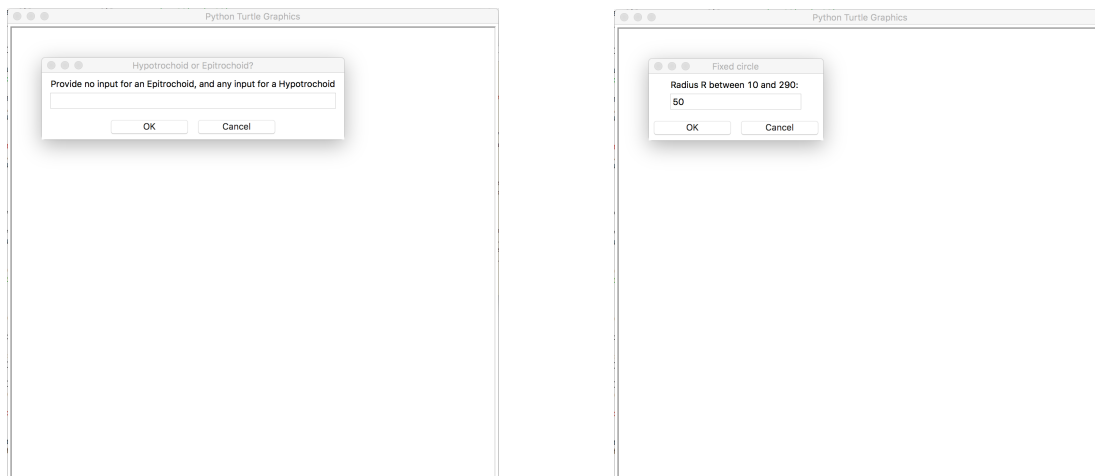 Python Turtle Graphics
Hypotrochoid or Epitrochoid?
Provide no input for an Epitrochoid, and any input for a Hypotrochoid
OK
Cancel
Python Turtle Graphics
Fixed circle
Radius R between 10 and 290:
50
OK
Cancel